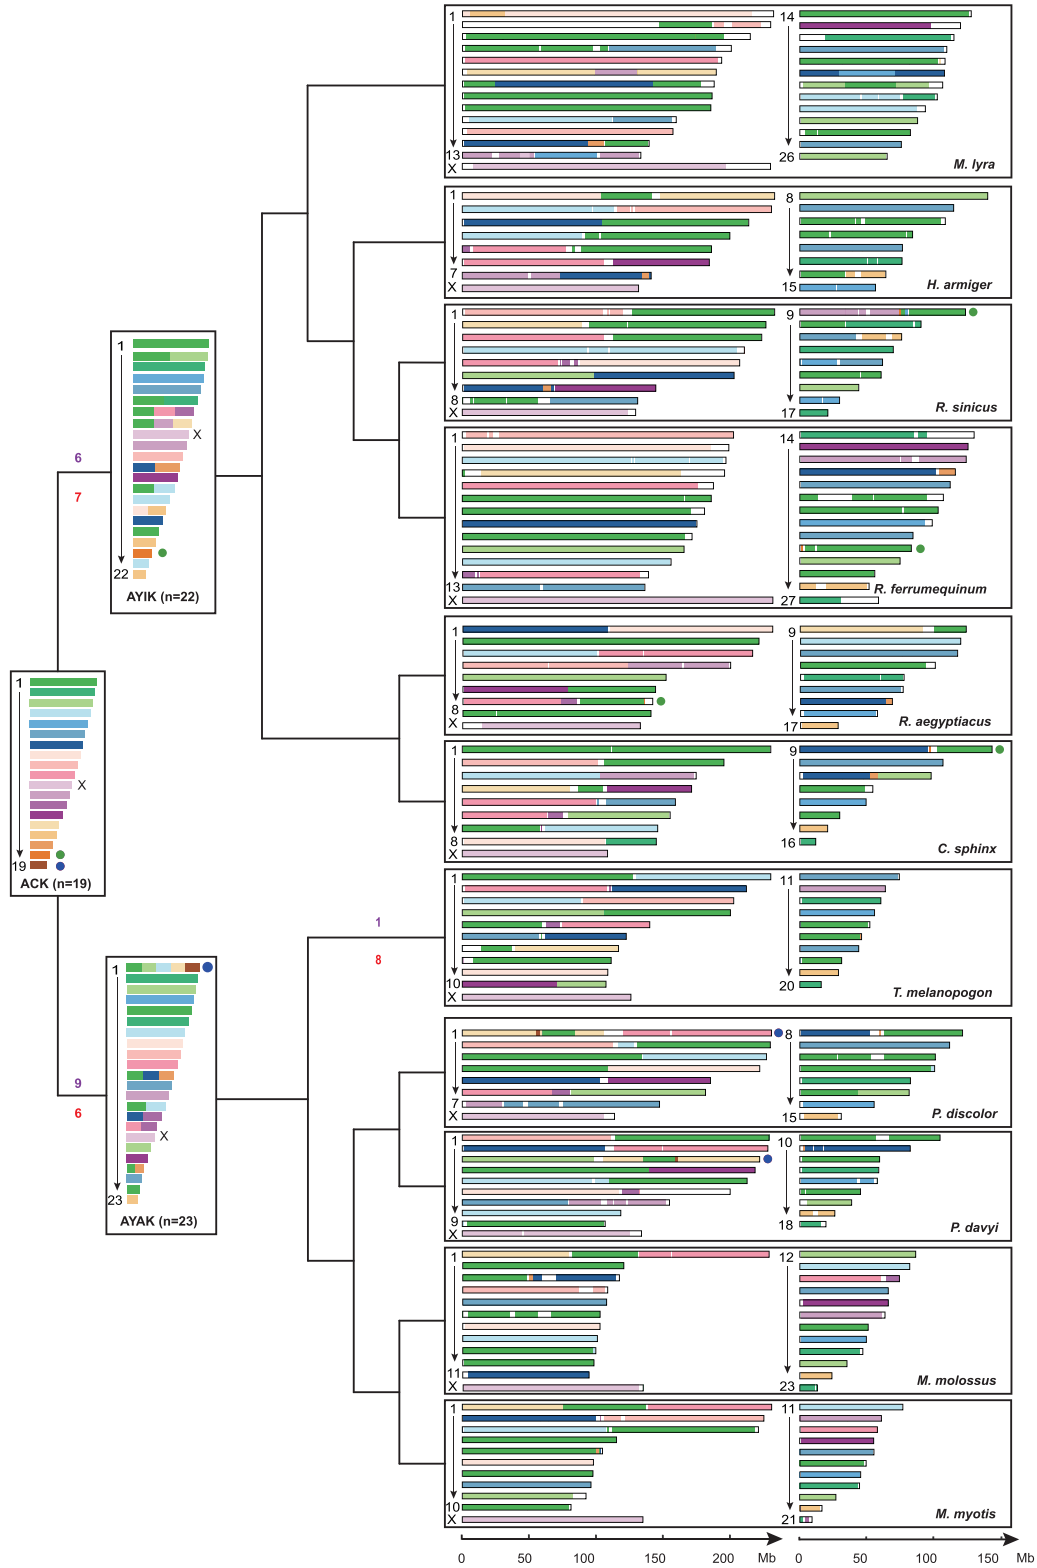 1
14
13
X
26
M. lyra
1
8
7
X
15
H. armiger
1
9
8
X
17
R. sinicus
1
14
13
X
27
R. ferrumequinum
1
X
22
AYIK (n=22)
6
7
1
9
8
X
17
R. aegyptiacus
1
X
19
ACK (n=19)
1
9
8
X
16
C. sphinx
1
11
10
X
20
T. melanopogon
1
8
1
X
23
AYAK (n=23)
9
6
1
8
7
X
15
P. discolor
1
10
9
X
18
P. davyi
1
12
11
X
23
M. molossus
1
11
10
X
21
M. myotis
0 50 100 150 200 Mb 0 50 100 150 Mb